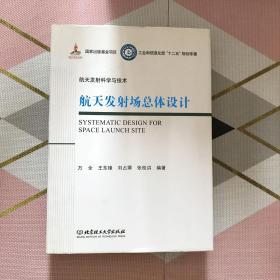 国家出版基金项目
工业和信息化部"十二五"规划专著
航天发射科学与技术
航天发射场总体设计
SYSTEMATIC DESIGN FOR
SPACE LAUNCH SITE
万全 王东锋 刘占卿 张晓洪 编著
北京理工大学出版社